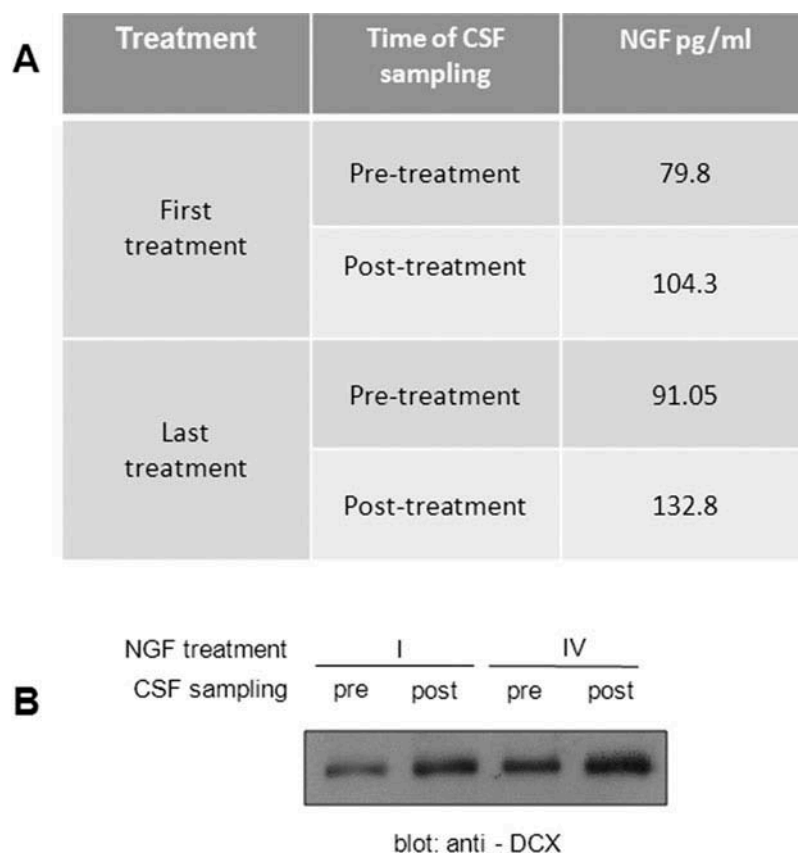 A
Treatment
Time of CSF
sampling
NGF pg/ml
First
treatment
Pre-treatment
79.8
Post-treatment
104.3
Last
treatment
Pre-treatment
91.05
Post-treatment
132.8
B
NGF treatment I IV
CSF sampling pre post pre post
blot: anti - DCX